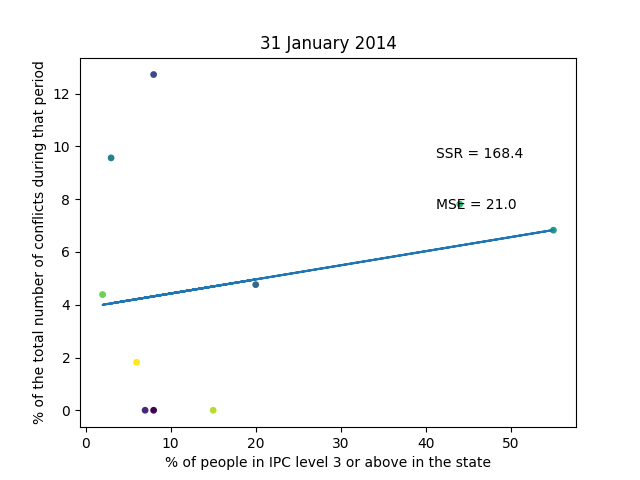 31 January 2014
% of the total number of conflicts during that period
12
10
8
6
4
2
0
SSR = 168.4
MSE = 21.0
0 10 20 30 40 50
% of people in IPC level 3 or above in the state